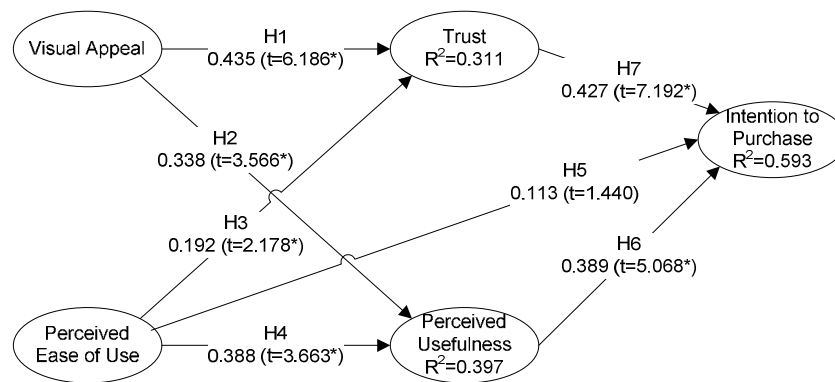 Visual Appeal
H1
0.435 (t=6.186*)
Trust
R²=0.311
H7
0.427 (t=7.192*)
Intention to
Purchase
R²=0.593
H2
0.338 (t=3.566*)
H5
0.113 (t=1.440)
H3
0.192 (t=2.178*)
H6
0.389 (t=5.068*)
Perceived
Ease of Use
H4
0.388 (t=3.663*)
Perceived
Usefulness
R²=0.397